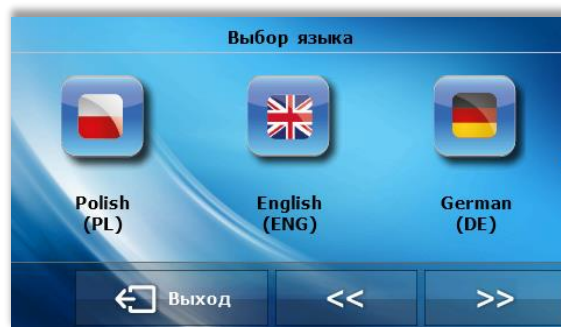 Выбор языка
Polish
(PL)
English
(ENG)
German
(DE)
Выход
<<
>>